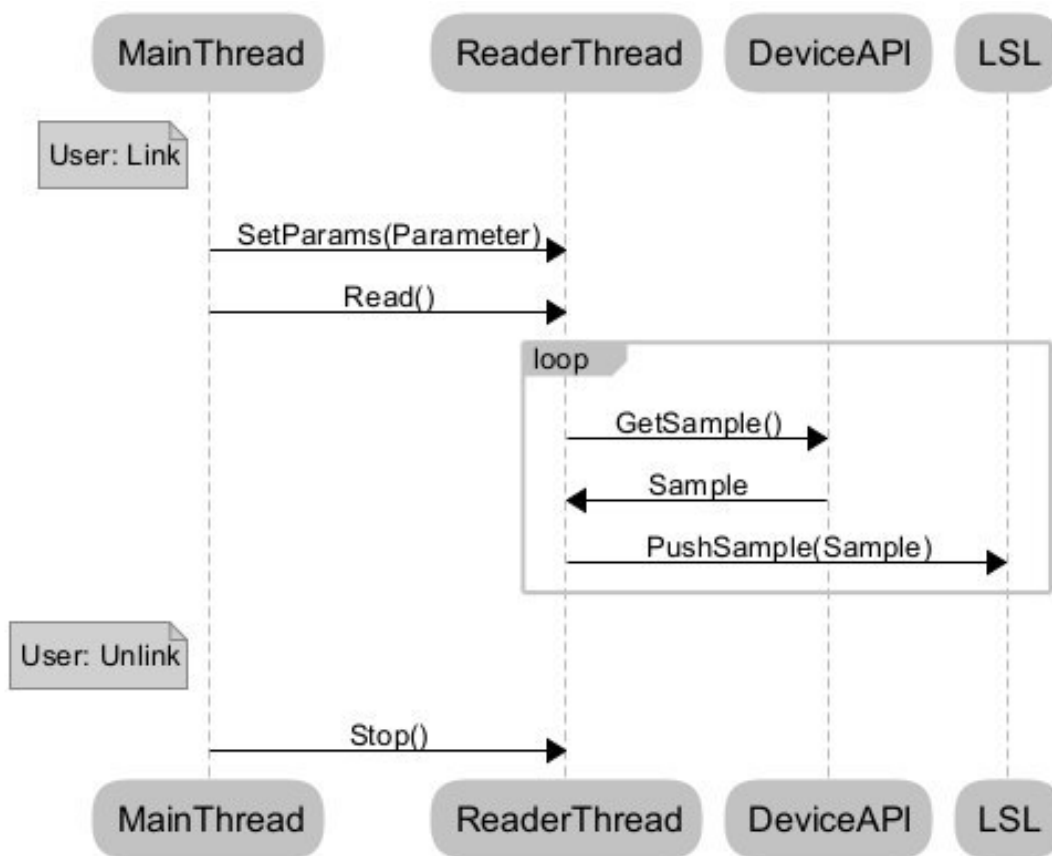 MainThread
ReaderThread
DeviceAPI
LSL
User: Link
SetParams(Parameter)
Read()
loop
GetSample()
Sample
PushSample(Sample)
User: Unlink
Stop()
MainThread
ReaderThread
DeviceAPI
LSL